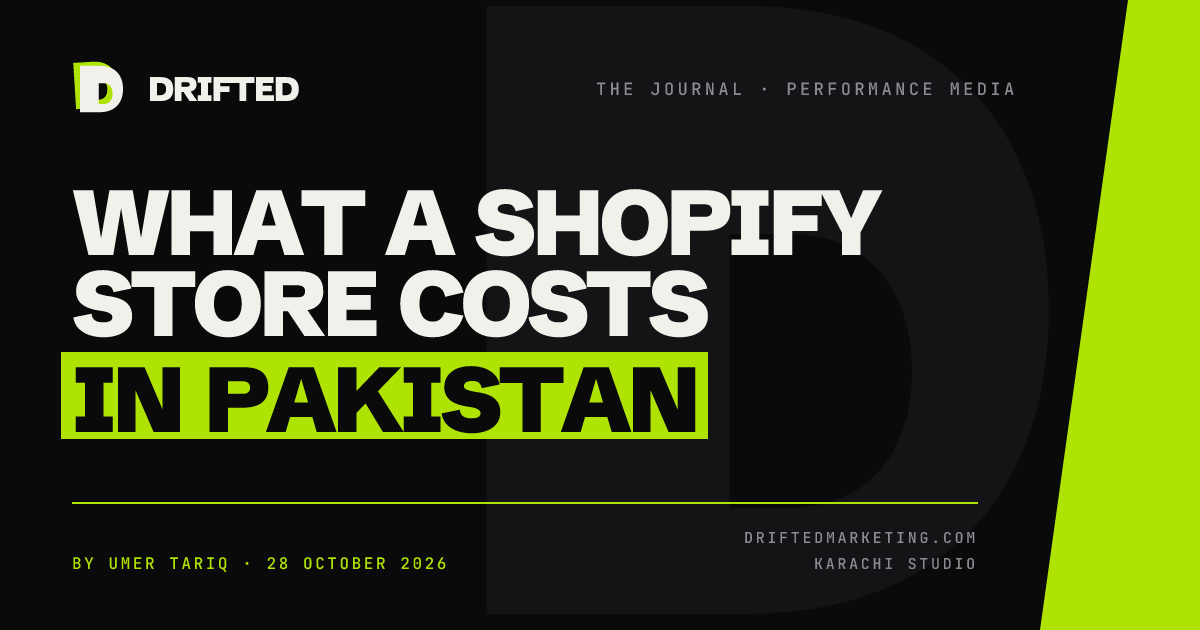 DRIFTED
THE JOURNAL · PERFORMANCE MEDIA
WHAT A SHOPIFY
STORE COSTS
IN PAKISTAN
DRIFTEDMARKETING.COM
BY UMER TARIQ · 28 OCTOBER 2026
KARACHI STUDIO